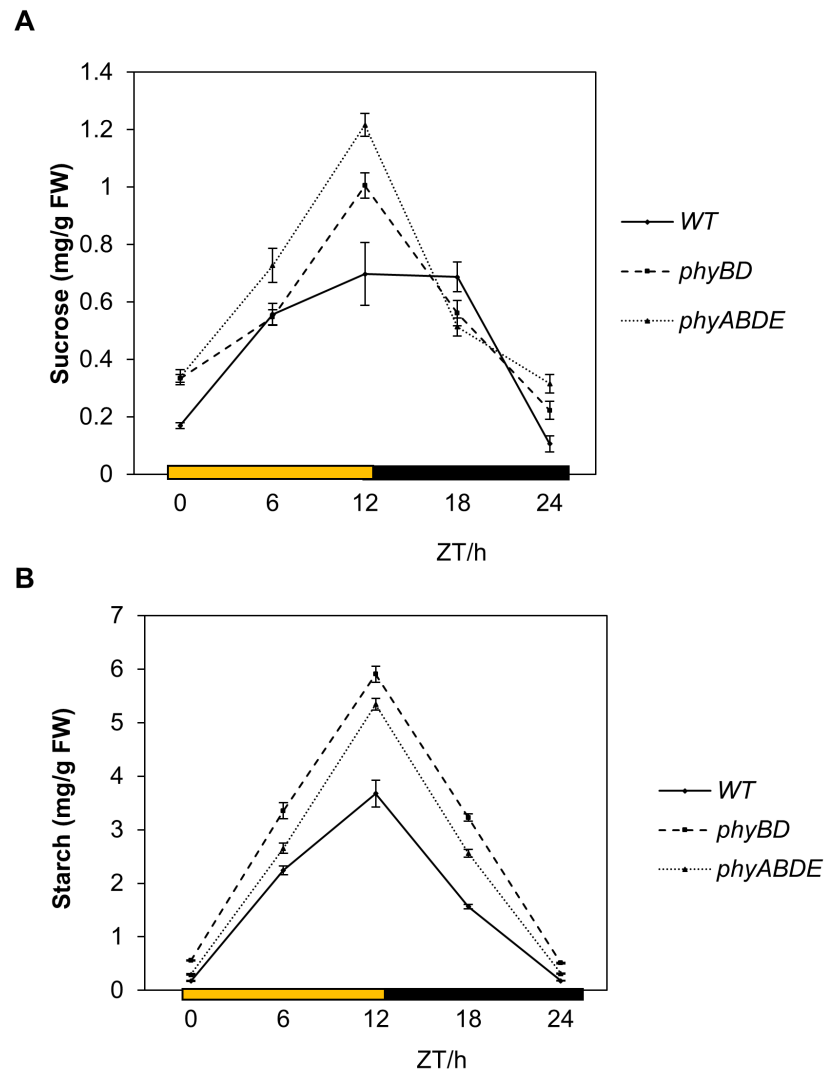 A
Sucrose (mg/g FW)
1.4
1.2
1
0.8
0.6
0.4
0.2
0
0 6 12 18 24
ZT/h
WT
phyBD
phyABDE
B
Starch (mg/g FW)
7
6
5
4
3
2
1
0
0 6 12 18 24
ZT/h
WT
phyBD
phyABDE